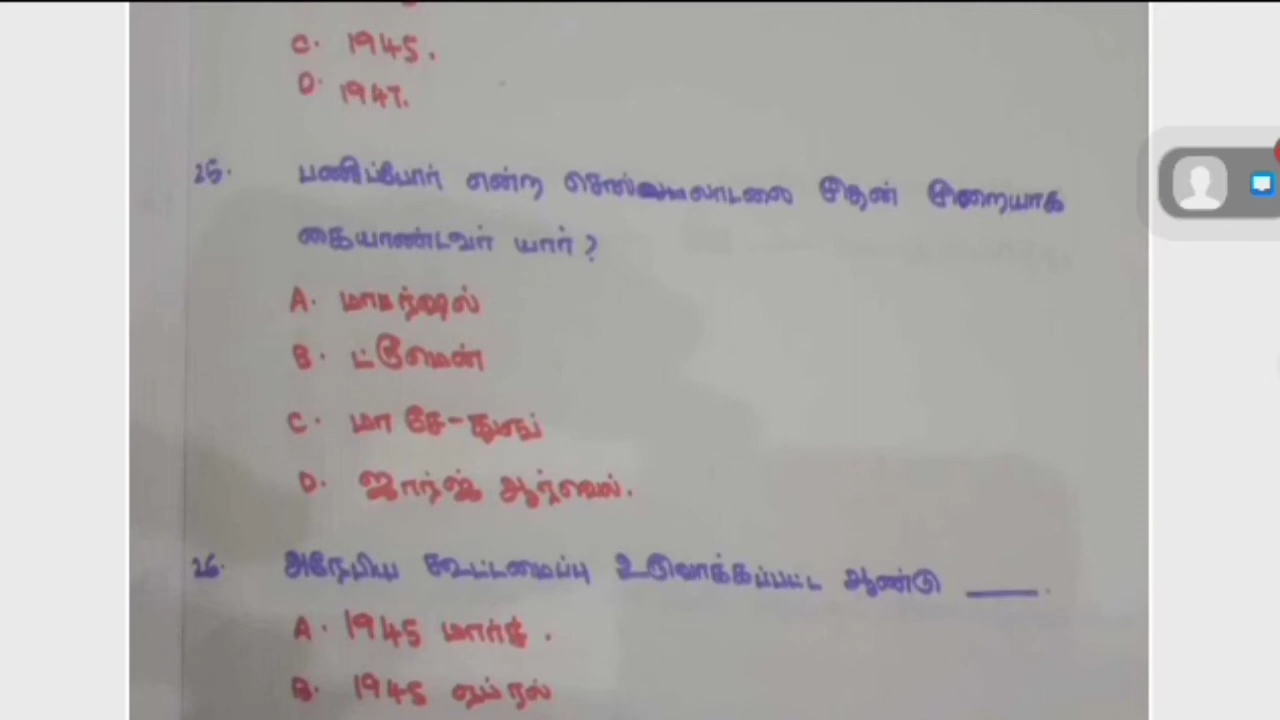 C. 1945.
D. 1947.
25. பனிப்போர் என்ற சொல்லாடலை முதன் முறையாக
கையாண்டவர் யார் ?
A. மார்ஷல்
B. ட்ரூமென்
C. மா சே-துங்
D. ஜார்ஜ் ஆர்வெல்.
26. அரேபிய கூட்டமைப்பு உருவாக்கப்பட்ட ஆண்டு ____.
A. 1945 மார்ச் .
B. 1945 ஏப்ரல்